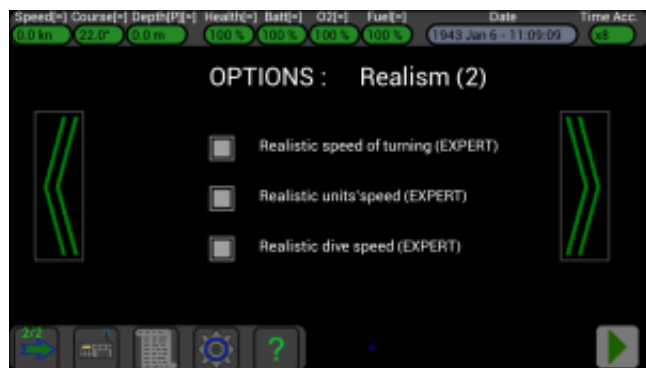 Speed[=] Course[=] Depth[P][=] Health[=] Batt[=] O2[=] Fuel[=] Date Time Acc.
0.0 kn 22.0° 0.0 m 100 % 100 % 100 % 100 % 1943 Jan 6 - 11:09:09 x8
OPTIONS : Realism (2)
Realistic speed of turning (EXPERT)
Realistic units'speed (EXPERT)
Realistic dive speed (EXPERT)
2/2
?